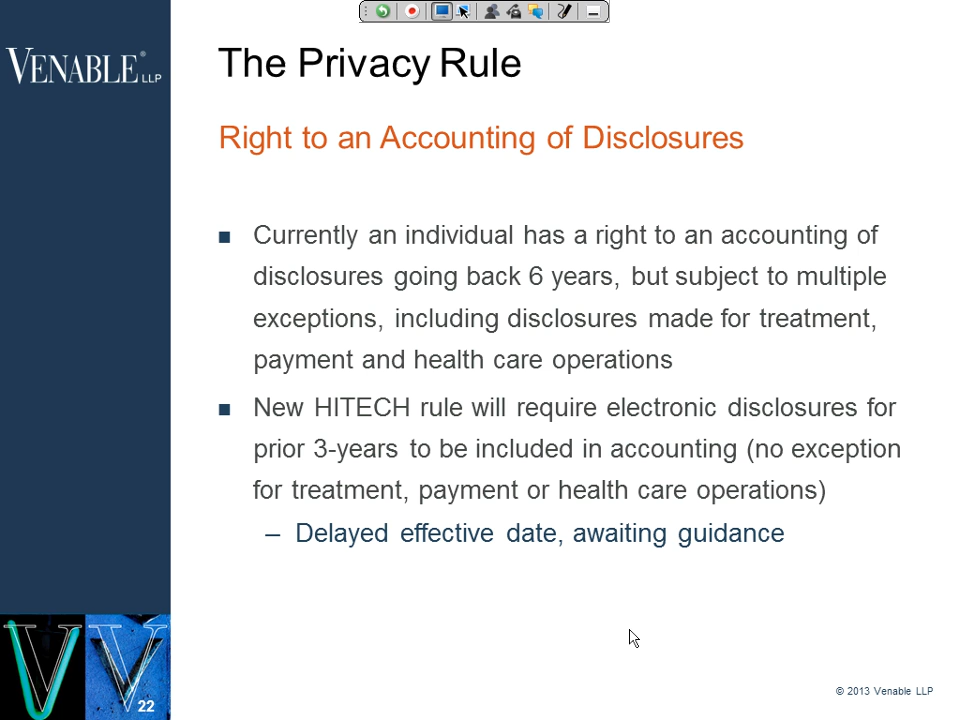 VENABLE® LLP
The Privacy Rule
Right to an Accounting of Disclosures
■ Currently an individual has a right to an accounting of
disclosures going back 6 years, but subject to multiple
exceptions, including disclosures made for treatment,
payment and health care operations
■ New HITECH rule will require electronic disclosures for
prior 3-years to be included in accounting (no exception
for treatment, payment or health care operations)
– Delayed effective date, awaiting guidance
V V
22
© 2013 Venable LLP